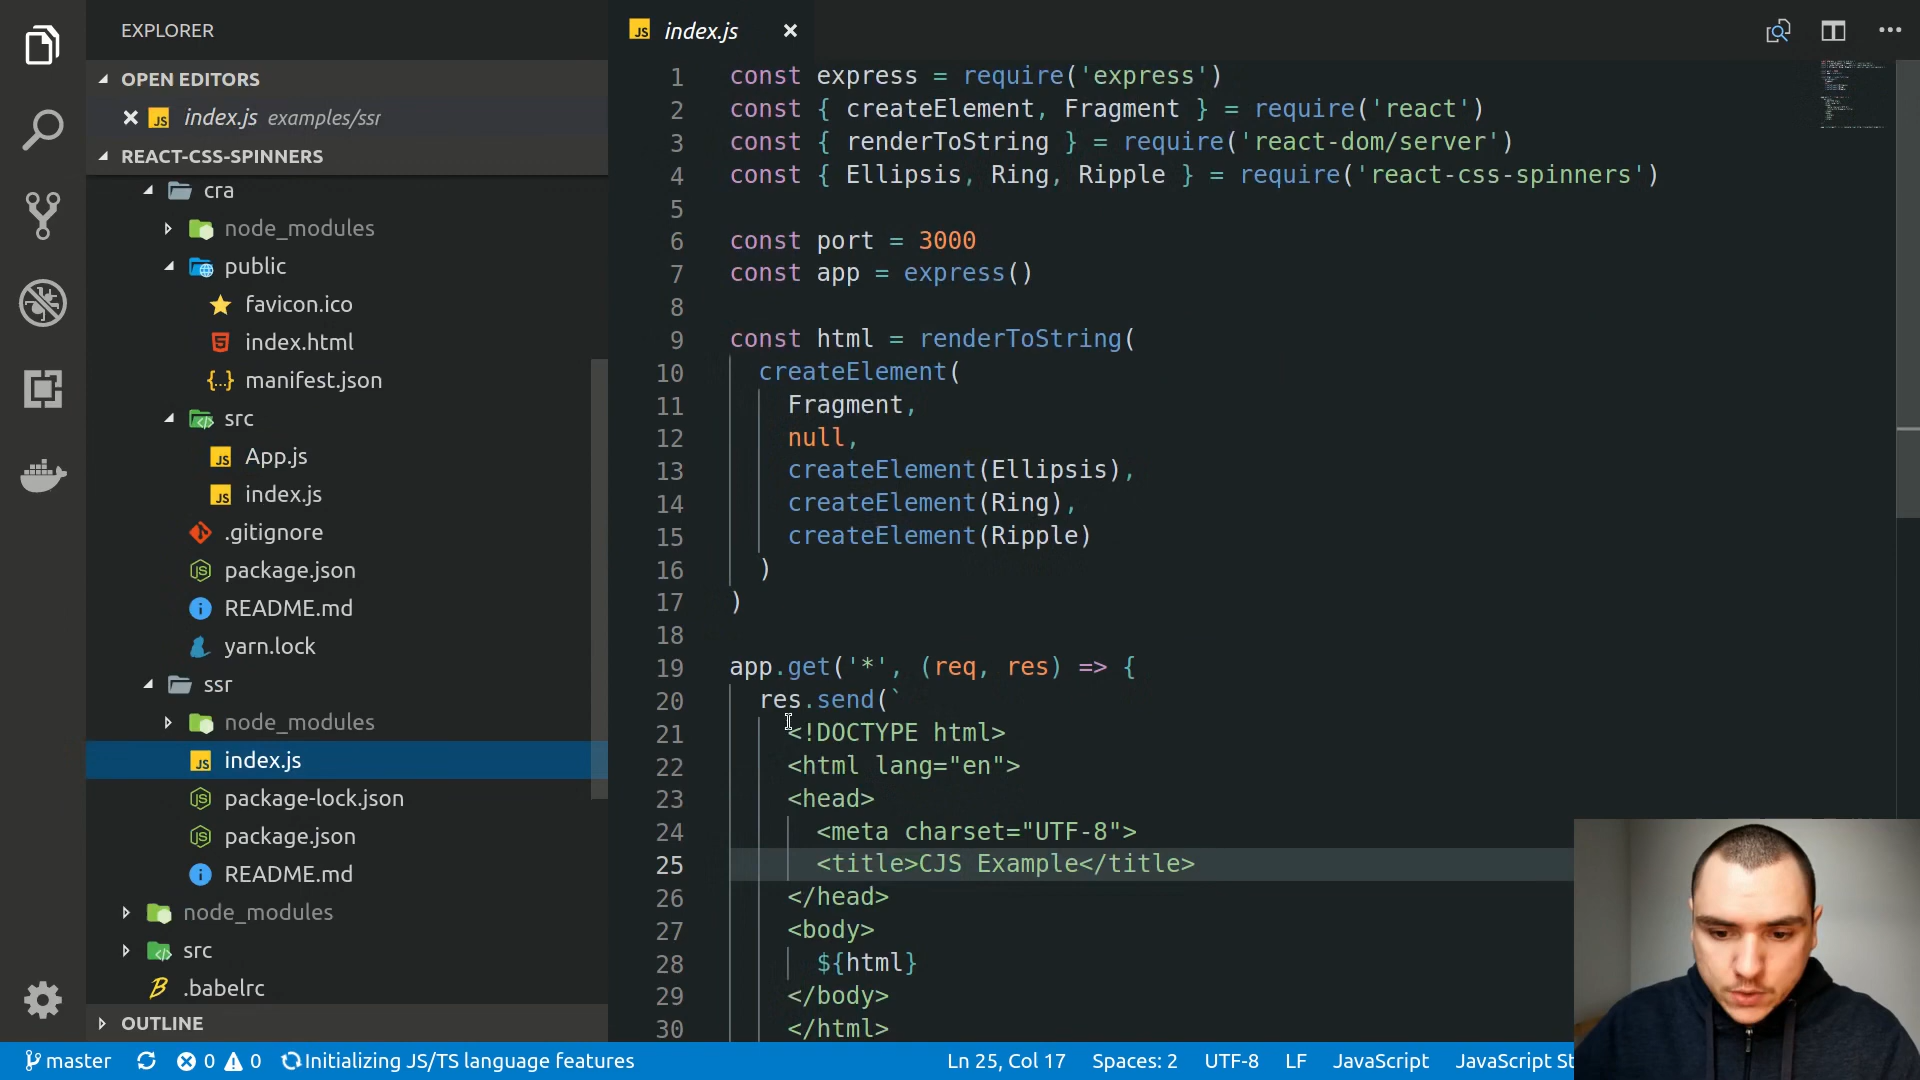 EXPLORER
OPEN EDITORS
JS index.js examples/ssr
REACT-CSS-SPINNERS
cra
node_modules
public
favicon.ico
index.html
{...} manifest.json
src
JS App.js
JS index.js
.gitignore
package.json
README.md
yarn.lock
ssr
node_modules
JS index.js
package-lock.json
package.json
README.md
node_modules
src
.babelrc
OUTLINE
JS index.js
1 const express = require('express')
2 const { createElement, Fragment } = require('react')
3 const { renderToString } = require('react-dom/server')
4 const { Ellipsis, Ring, Ripple } = require('react-css-spinners')
5
6 const port = 3000
7 const app = express()
8
9 const html = renderToString(
10 createElement(
11 Fragment,
12 null,
13 createElement(Ellipsis),
14 createElement(Ring),
15 createElement(Ripple)
16 )
17 )
18
19 app.get('*', (req, res) => {
20 res.send(`
21 <!DOCTYPE html>
22 <html lang="en">
23 <head>
24 <meta charset="UTF-8">
25 <title>CJS Example</title>
26 </head>
27 <body>
28 ${html}
29 </body>
30 </html>
master 0 0 Initializing JS/TS language features Ln 25, Col 17 Spaces: 2 UTF-8 LF JavaScript JavaScript St